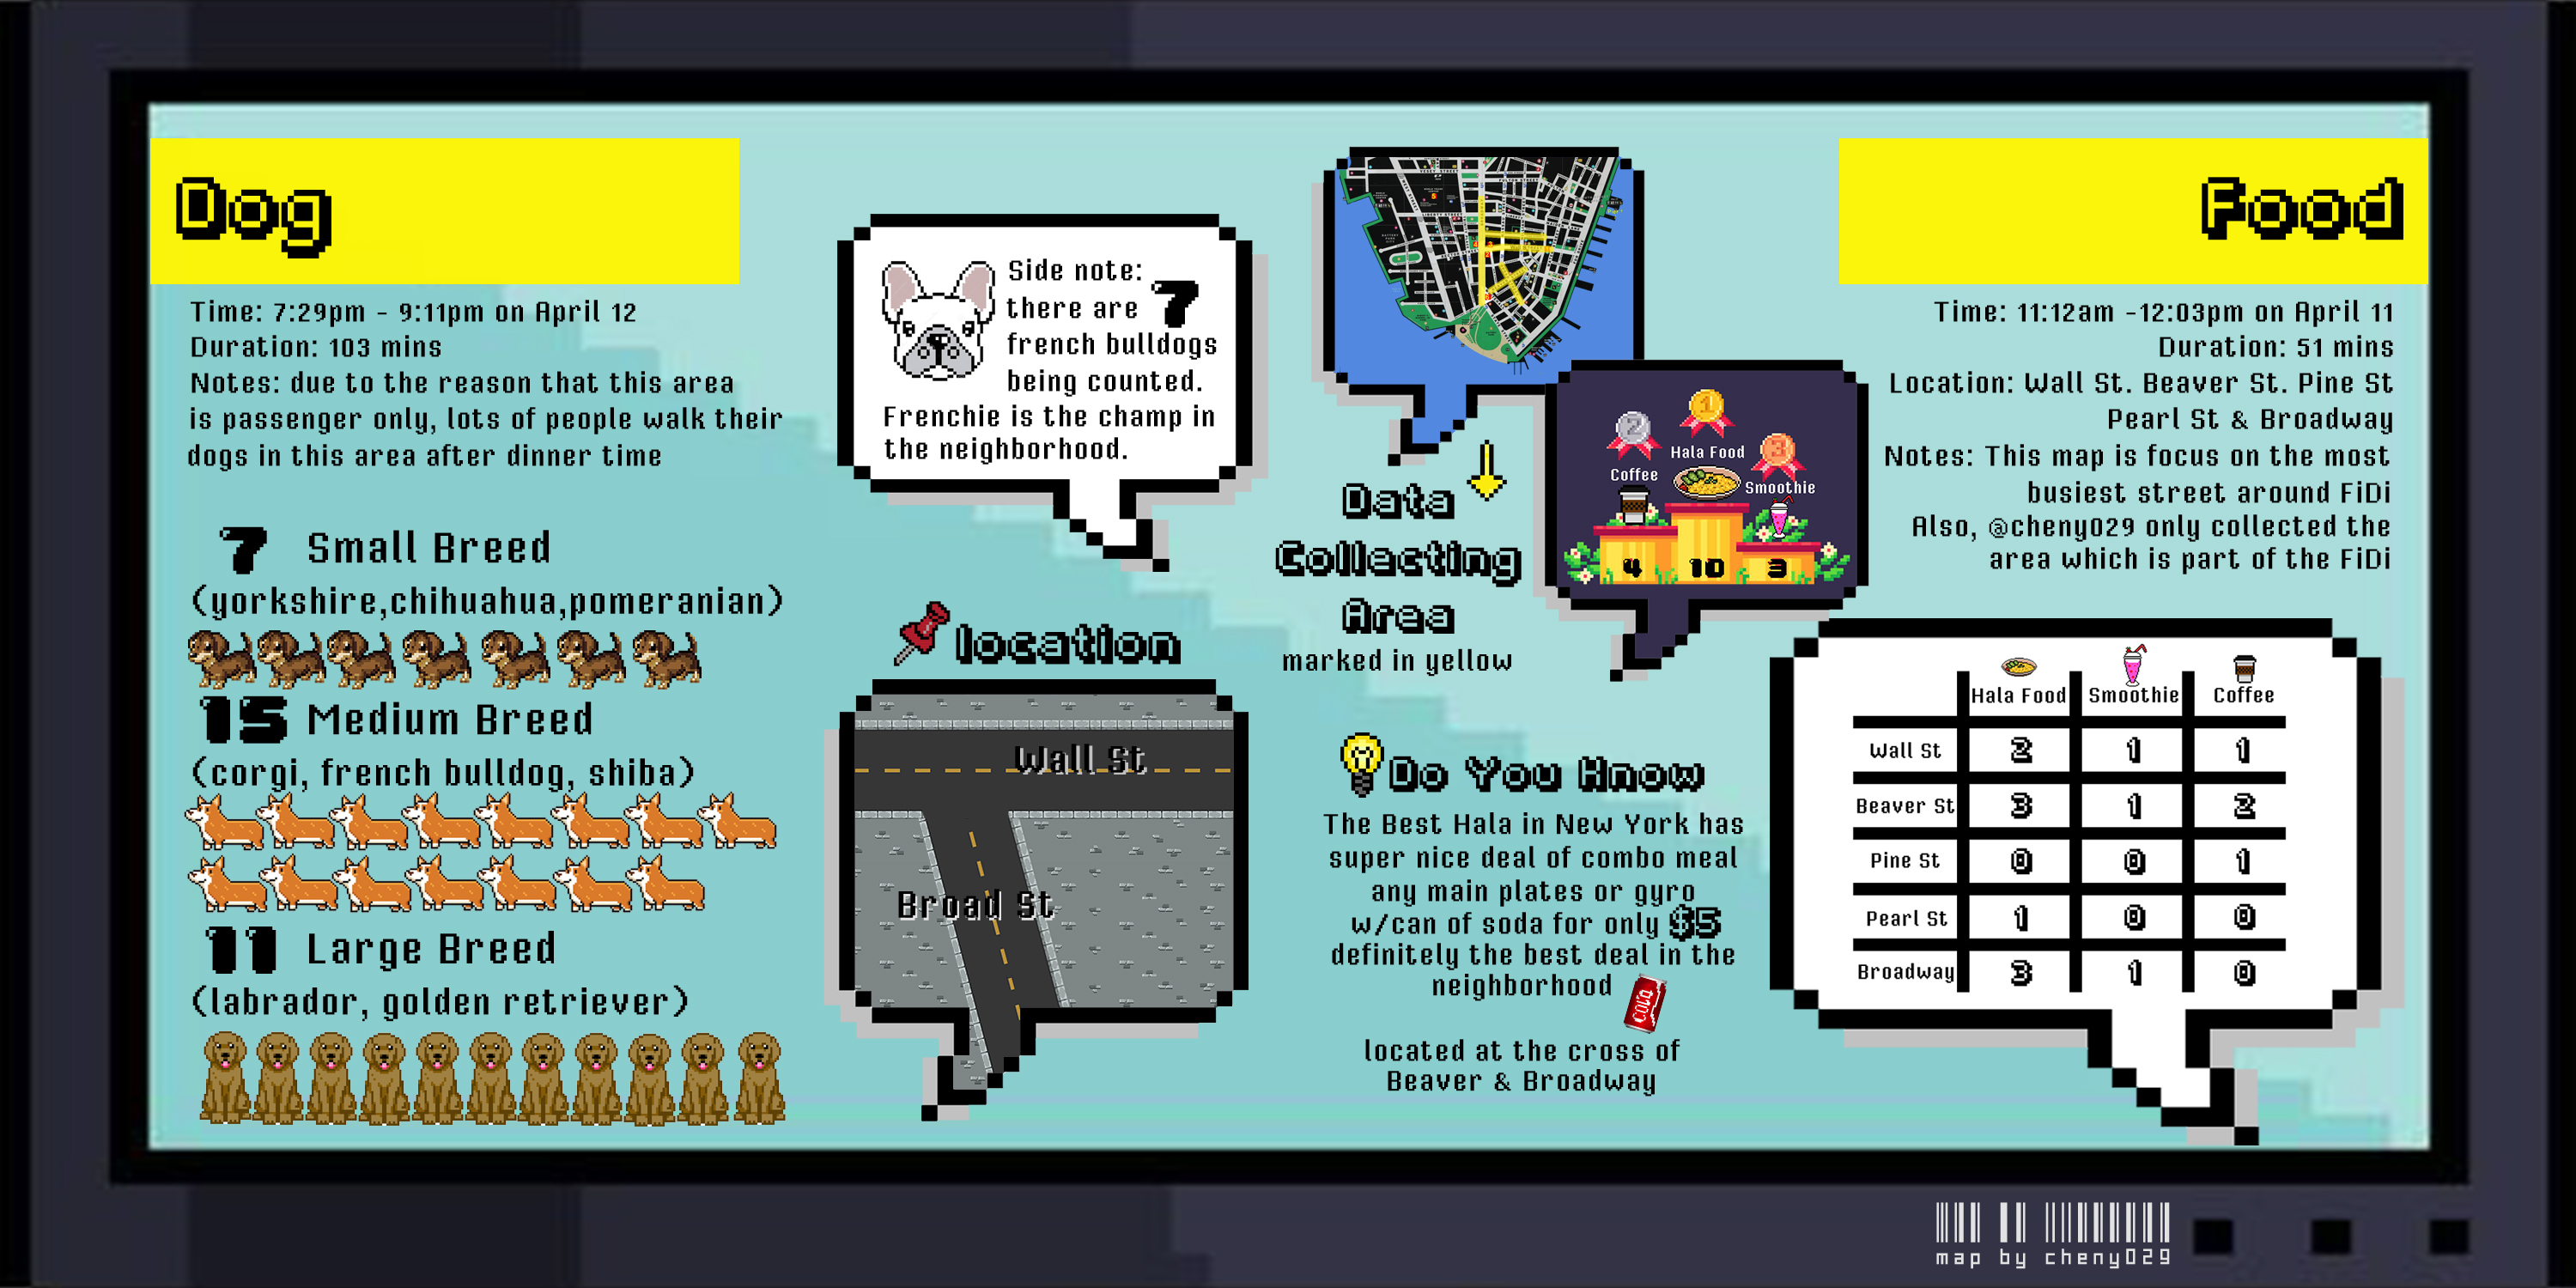 Dog
Time: 7:29pm - 9:11pm on April 12
Duration: 103 mins
Notes: due to the reason that this area
is passenger only, lots of people walk their
dogs in this area after dinner time
7 Small Breed
(yorkshire,chihuahua,pomeranian)
15 Medium Breed
(corgi, french bulldog, shiba)
11 Large Breed
(labrador, golden retriever)
Side note:
there are 7
french bulldogs
being counted.
Frenchie is the champ in
the neighborhood.
location
Wall St
Broad St
Data
Collecting
Area
marked in yellow
1
2
3
Hala Food
Coffee
Smoothie
4 10 3
Do You Know
The Best Hala in New York has
super nice deal of combo meal
any main plates or gyro
w/can of soda for only $5
definitely the best deal in the
neighborhood
cola
located at the cross of
Beaver & Broadway
Food
Time: 11:12am -12:03pm on April 11
Duration: 51 mins
Location: Wall St. Beaver St. Pine St
Pearl St & Broadway
Notes: This map is focus on the most
busiest street around FiDi
Also, @cheny029 only collected the
area which is part of the FiDi
Hala Food Smoothie Coffee
Wall St 2 1 1
Beaver St 3 1 2
Pine St 0 0 1
Pearl St 1 0 0
Broadway 3 1 0
map by cheny029